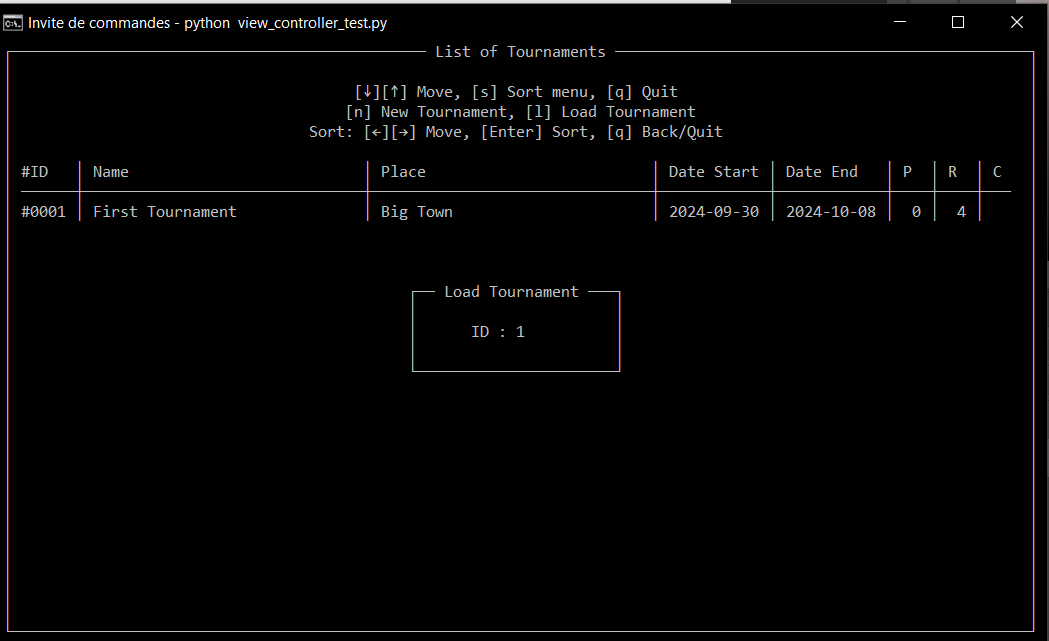 Invite de commandes - python view_controller_test.py
List of Tournaments
[↓][↑] Move, [s] Sort menu, [q] Quit
[n] New Tournament, [l] Load Tournament
Sort: [←][→] Move, [Enter] Sort, [q] Back/Quit
#ID Name Place Date Start Date End P R C
#0001 First Tournament Big Town 2024-09-30 2024-10-08 0 4
Load Tournament
ID : 1